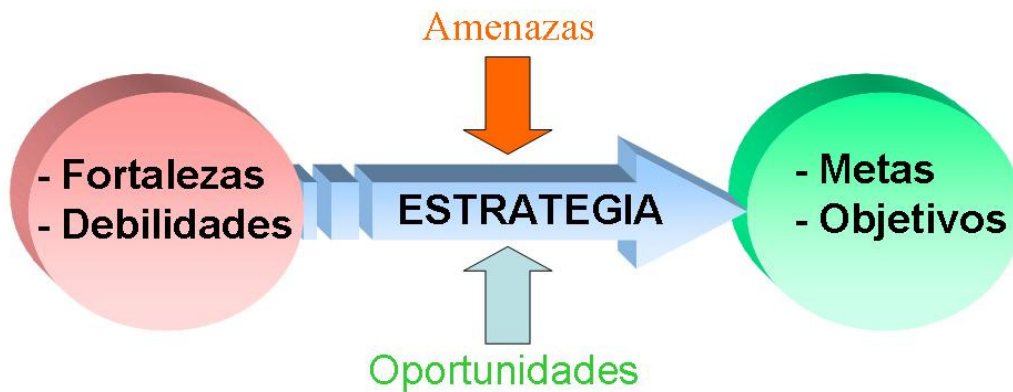 Amenazas
- Fortalezas
- Debilidades
ESTRATEGIA
- Metas
- Objetivos
Oportunidades